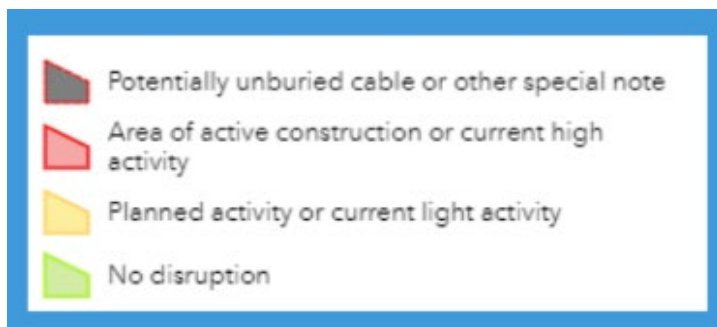 Potentially unburied cable or other special note
Area of active construction or current high
activity
Planned activity or current light activity
No disruption